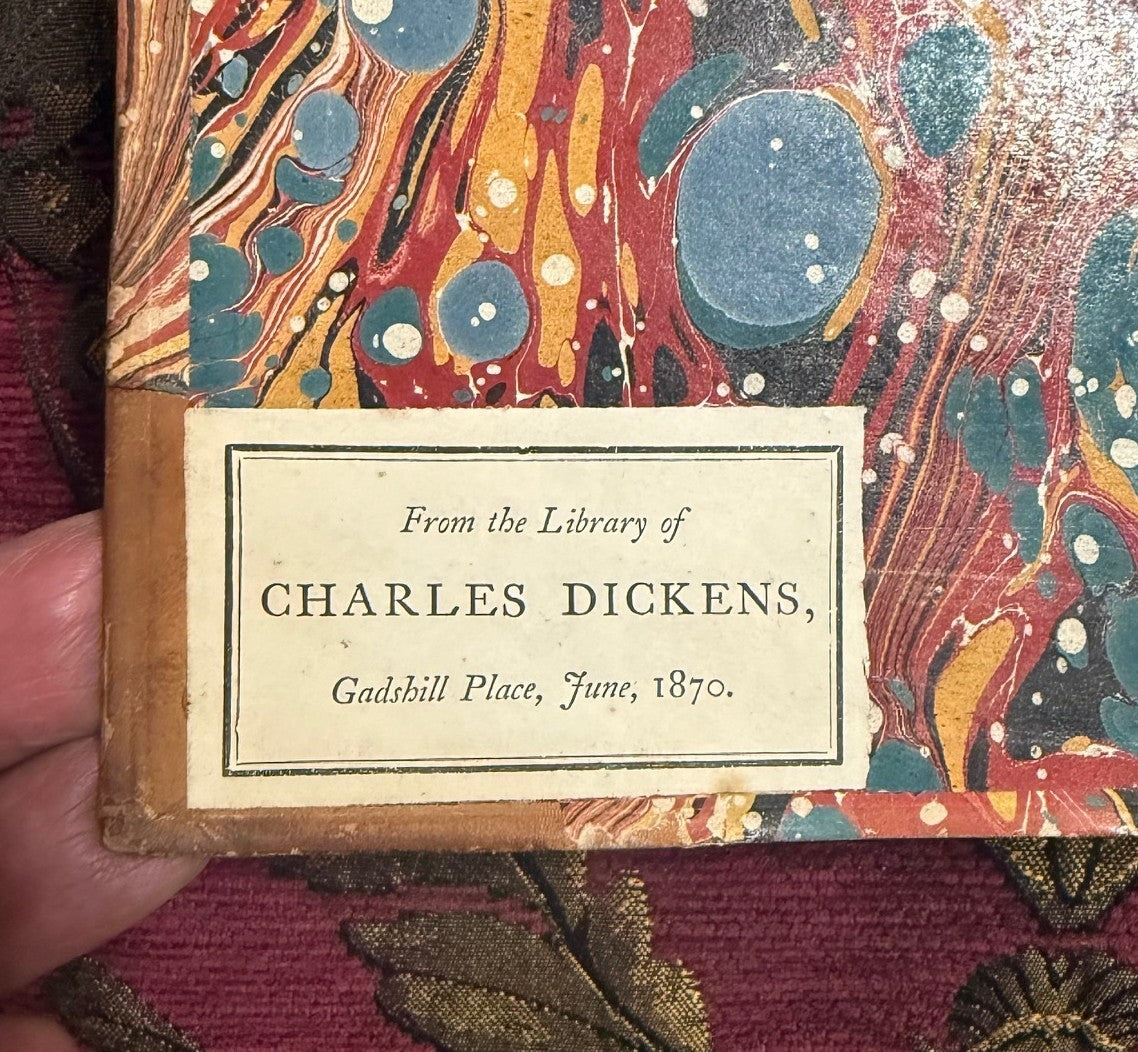 From the Library of
CHARLES DICKENS,
Gadshill Place, June, 1870.